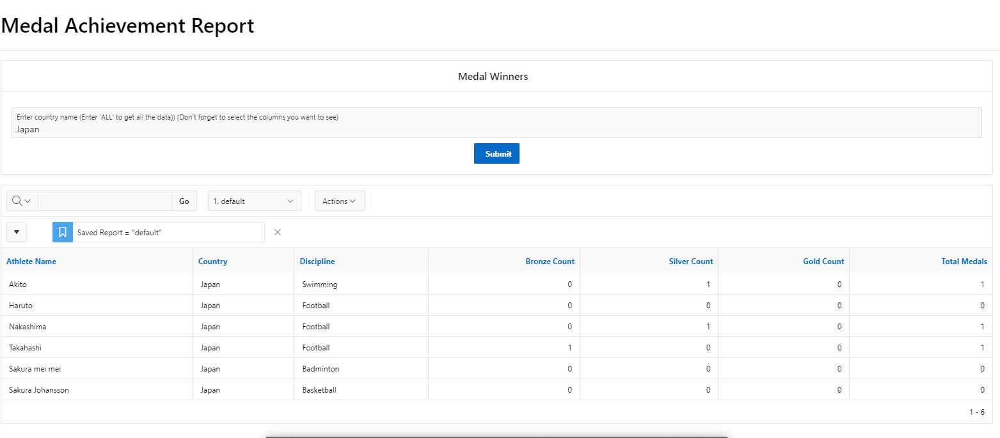 Medal Achievement Report
Medal Winners
Enter country name (Enter 'ALL' to get all the data)) (Don't forget to select the columns you want to see)
Japan
Submit
Go 1. default Actions
Saved Report = "default"
Athlete Name Country Discipline Bronze Count Silver Count Gold Count Total Medals
Akito Japan Swimming 0 1 0 1
Haruto Japan Football 0 0 0 0
Nakashima Japan Football 0 1 0 1
Takahashi Japan Football 1 0 0 1
Sakura mei mei Japan Badminton 0 0 0 0
Sakura Johansson Japan Basketball 0 0 0 0
1 - 6